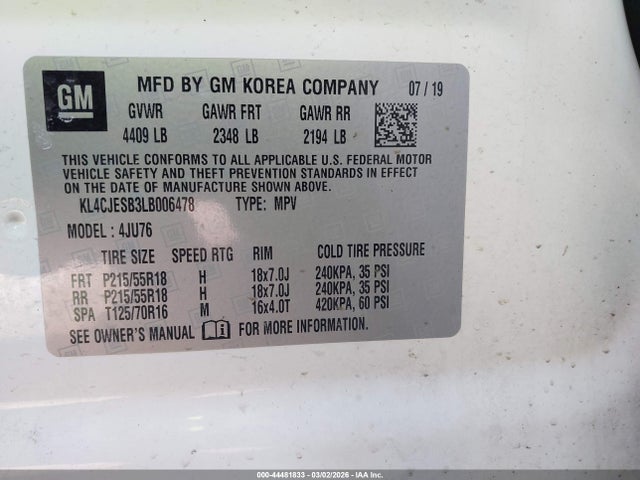 GM
MFD BY GM KOREA COMPANY 07/19
GVWR GAWR FRT GAWR RR
4409 LB 2348 LB 2194 LB
THIS VEHICLE CONFORMS TO ALL APPLICABLE U.S. FEDERAL MOTOR
VEHICLE SAFETY AND THEFT PREVENTION STANDARDS IN EFFECT
ON THE DATE OF MANUFACTURE SHOWN ABOVE.
KL4CJESB3LB006478 TYPE: MPV
MODEL : 4JU76
TIRE SIZE SPEED RTG RIM COLD TIRE PRESSURE
FRT P215/55R18 H 18x7.0J 240KPA, 35 PSI
RR P215/55R18 H 18x7.0J 240KPA, 35 PSI
SPA T125/70R16 M 16x4.0T 420KPA, 60 PSI
SEE OWNER'S MANUAL FOR MORE INFORMATION.
000-44481833 - 03/02/2026 - IAA Inc.